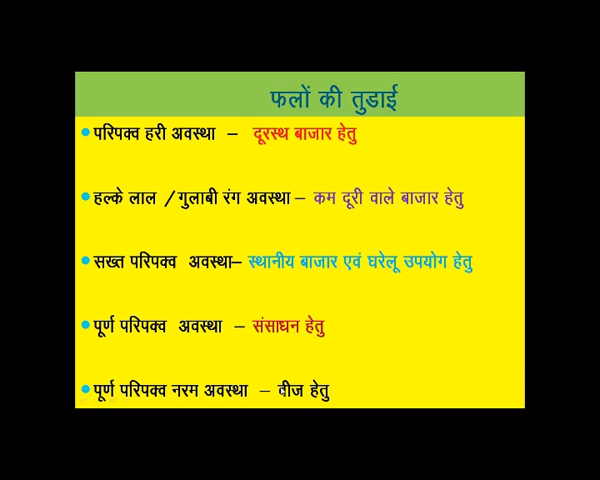 फलों की तुडाई
परिपक्व हरी अवस्था – दूरस्थ बाजार हेतु
हल्के लाल / गुलाबी रंग अवस्था – कम दूरी वाले बाजार हेतु
सख्त परिपक्व अवस्था– स्थानीय बाजार एवं घरेलू उपयोग हेतु
पूर्ण परिपक्व अवस्था – संसाधन हेतु
पूर्ण परिपक्व नरम अवस्था – वीज हेतु